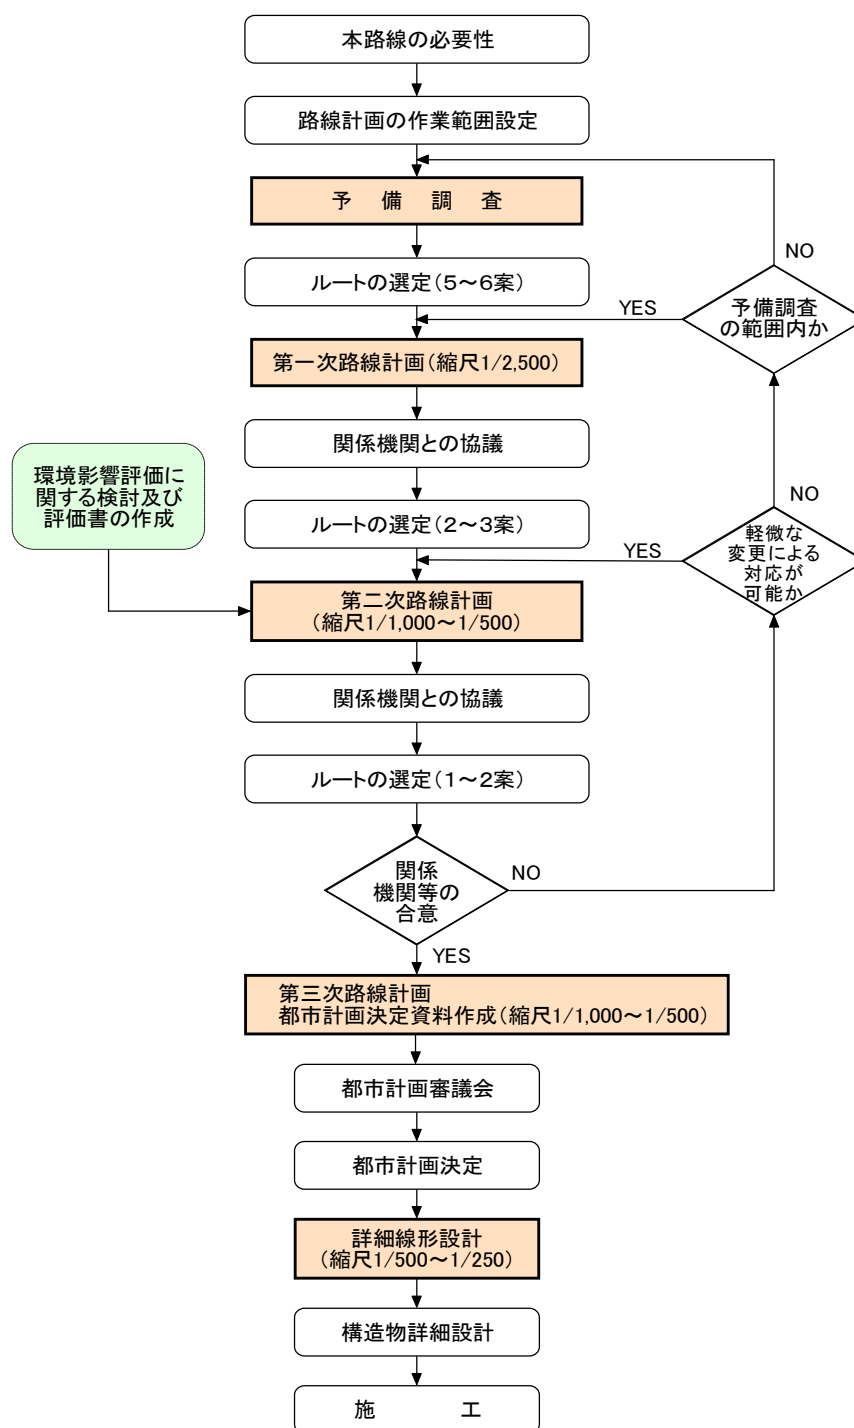 本路線の必要性
路線計画の作業範囲設定
予 備 調 査
NO
ルートの選定(5～6案)
YES
予備調査
の範囲内か
第一次路線計画(縮尺1/2,500)
関係機関との協議
環境影響評価に
関する検討及び
評価書の作成
NO
ルートの選定(2～3案)
YES
軽微な
変更による
対応が
可能か
第二次路線計画
(縮尺1/1,000～1/500)
関係機関との協議
ルートの選定(1～2案)
関係
機関等の
合意
NO
YES
第三次路線計画
都市計画決定資料作成(縮尺1/1,000～1/500)
都市計画審議会
都市計画決定
詳細線形設計
(縮尺1/500～1/250)
構造物詳細設計
施 工